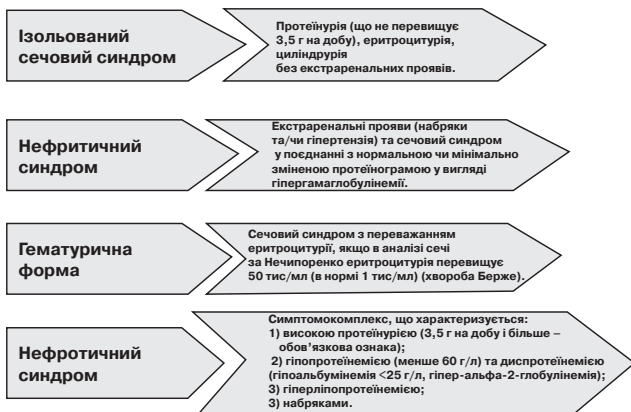 Ізольований
сечовий синдром
Протеїнурія (що не перевищує
3,5 г на добу), еритроцитурія,
циліндрурія
без екстраренальних проявів.
Нефритичний
синдром
Екстраренальні прояви (набряки
та/чи гіпертензія) та сечовий синдром
у поєднанні з нормальною чи мінімально
зміненою протеїнограмою у вигляді
гіпергамаглобулінемії.
Гематурична
форма
Сечовий синдром з переважанням
еритроцитурії, якщо в аналізі сечі
за Нечипоренко еритроцитурія перевищує
50 тис/мл (в нормі 1 тис/мл) (хвороба Берже).
Нефротичний
синдром
Симптомокомплекс, що характеризується:
1) високою протеїнурією (3,5 г на добу і більше –
обов’язкова ознака);
2) гіпопротеїнемією (менше 60 г/л) та диспротеїнемією
(гіпоальбумінемія <25 г/л, гіпер-альфа-2-глобулінемія);
3) гіперліпопротеїнемією;
3) набряками.